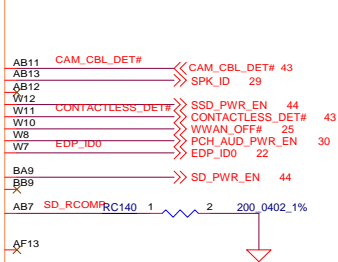 AB11 CAM_CBL_DET# CAM_CBL_DET# 43
AB13 SPK_ID 29
AB12
W12 SSD_PWR_EN 44
W11 CONTACTLESS_DET# CONTACTLESS_DET# 43
W10 WWAN_OFF# 25
W8 PCH_AUD_PWR_EN 30
W7 EDP_ID0 EDP_ID0 22
BA9 SD_PWR_EN 44
BB9
AB7 SD_RCOMP RC140 1 2 200_0402_1%
AF13